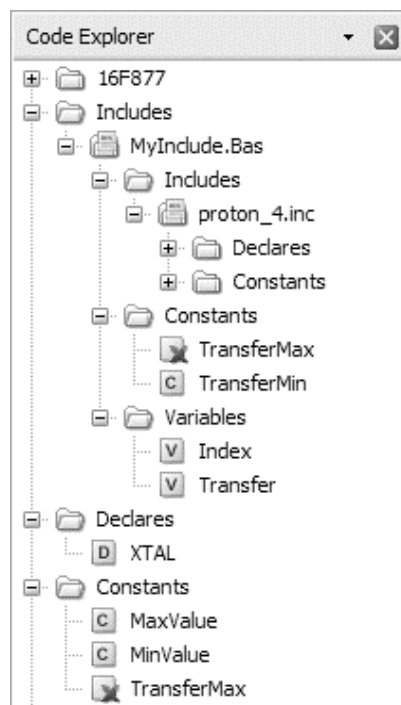 Code Explorer
16F877
Includes
MyInclude.Bas
Includes
proton_4.inc
Declares
Constants
Constants
TransferMax
C TransferMin
Variables
V Index
V Transfer
Declares
D XTAL
Constants
C MaxValue
C MinValue
TransferMax